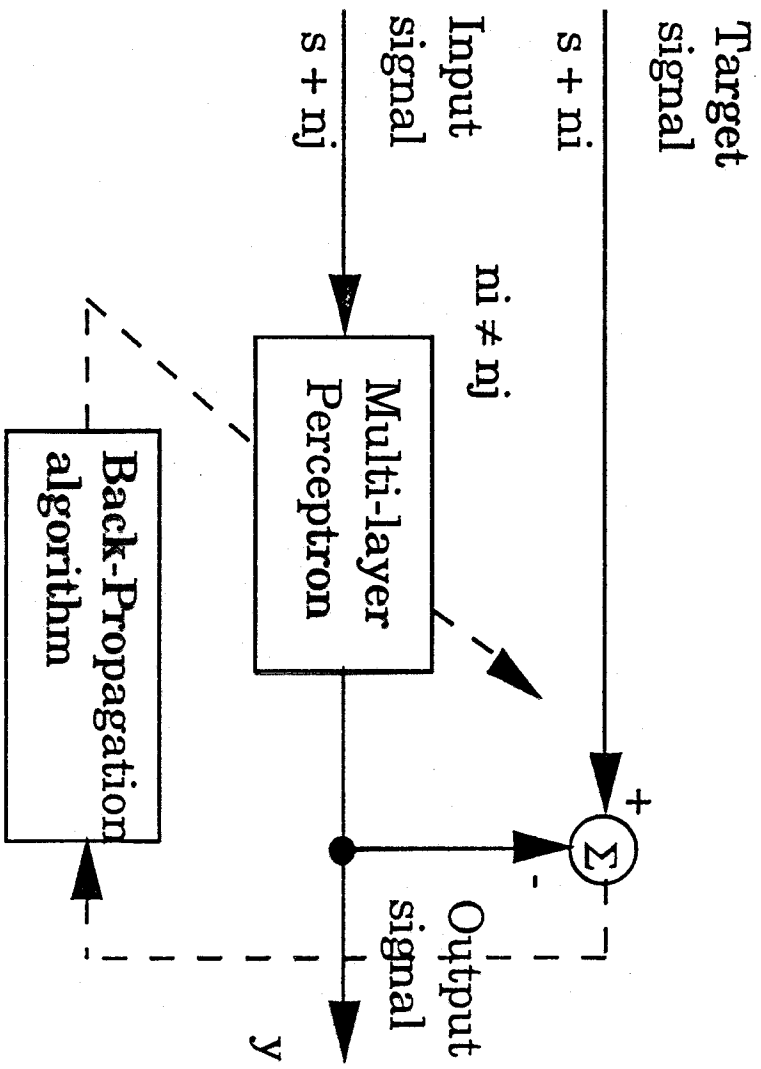 Target
signal
s + ni
+
Σ
-
ni ≠ nj
Input
signal
s + nj
Multi-layer
Perceptron
Output
signal
y
Back-Propagation
algorithm